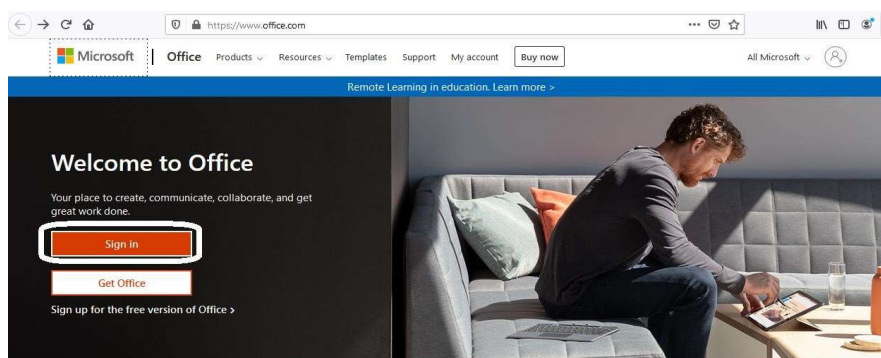 https://www.office.com
Microsoft Office Products Resources Templates Support My account Buy now All Microsoft
Remote Learning in education. Learn more >
Welcome to Office
Your place to create, communicate, collaborate, and get
great work done.
Sign in
Get Office
Sign up for the free version of Office >